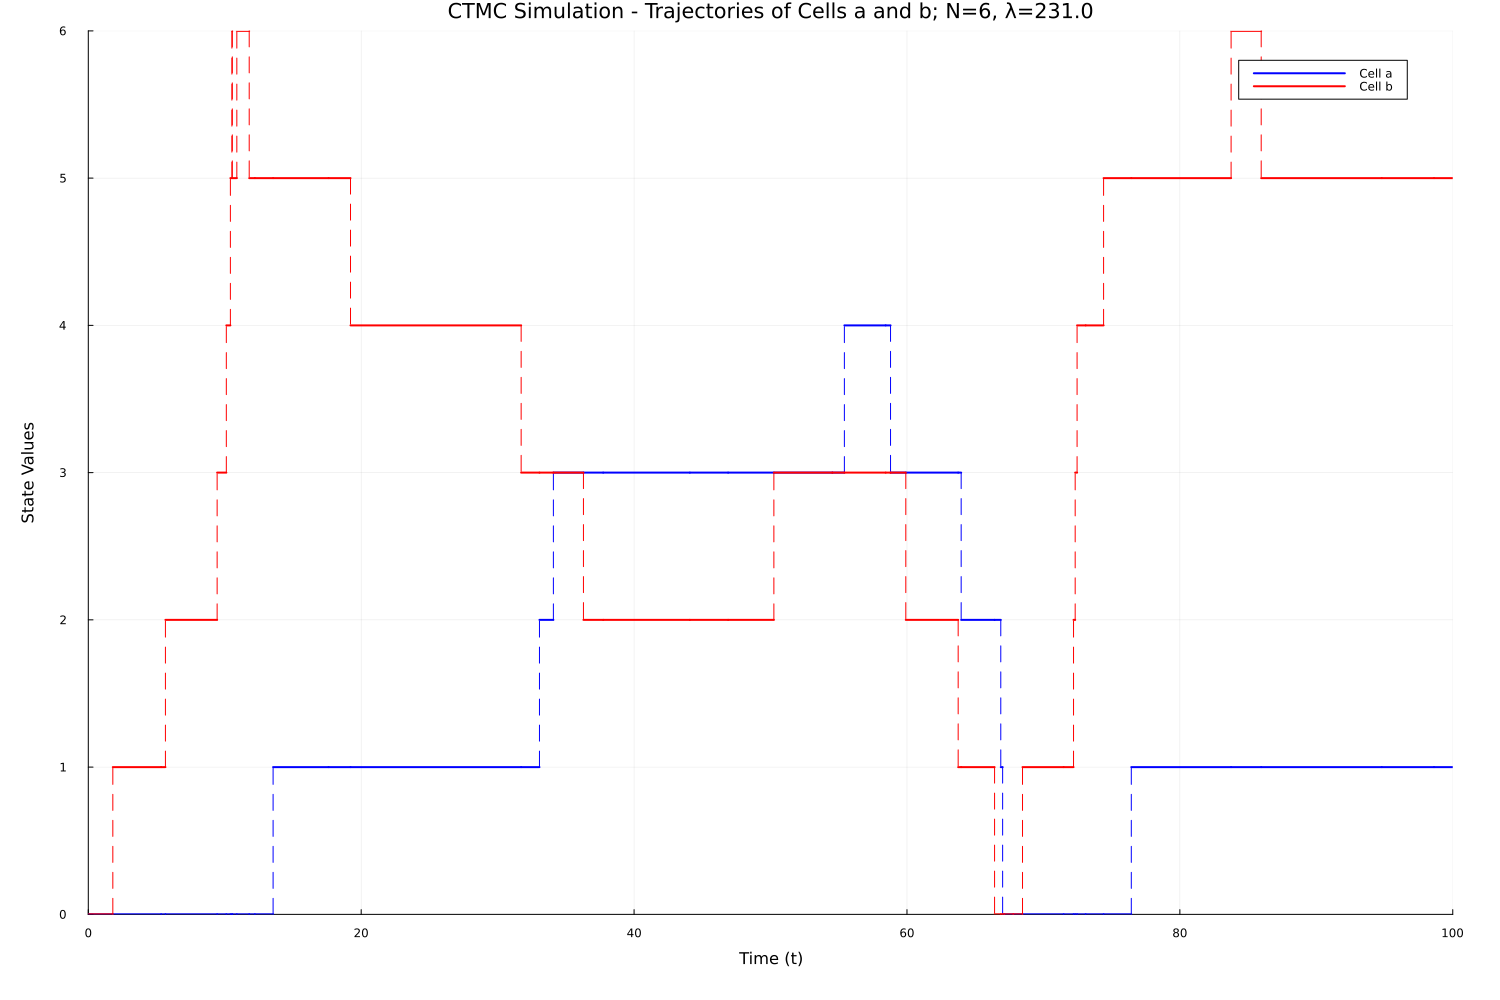 CTMC Simulation - Trajectories of Cells a and b; N=6, λ=231.0
6
Cell a
Cell b
5
4
State Values
3
2
1
0
0 20 40 60 80 100
Time (t)